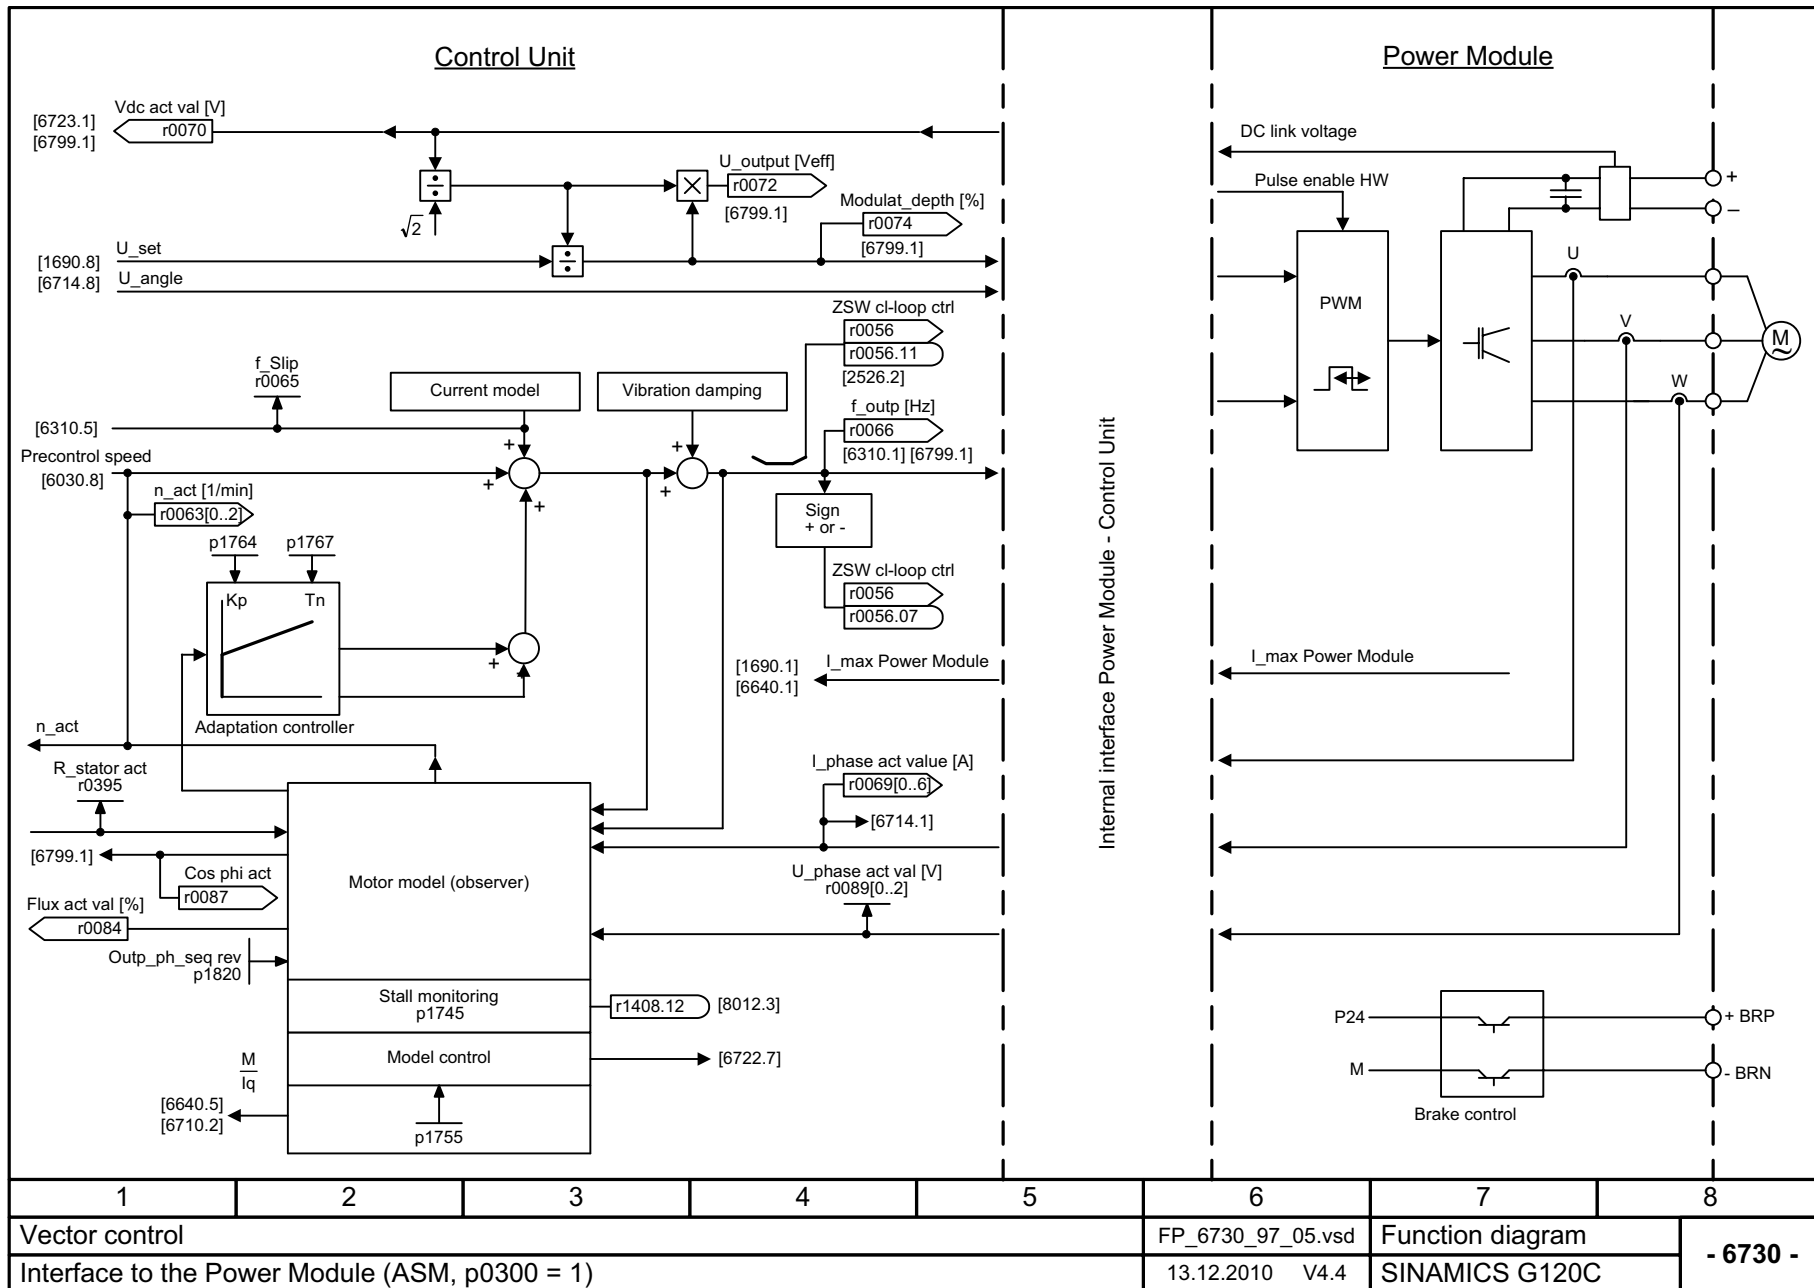 Control Unit
Power Module
Vdc act val [V]
[6723.1]
[6799.1]
r0070
DC link voltage
U_output [Veff]
r0072
[6799.1]
÷
×
√2
Modulat_depth [%]
r0074
[6799.1]
Pulse enable HW
+
–
U_set
[1690.8]
[6714.8]
U_angle
÷
ZSW cl-loop ctrl
r0056
r0056.11
[2526.2]
PWM
U
V
W
M
~
f_Slip
r0065
Current model
Vibration damping
f_outp [Hz]
r0066
[6310.1] [6799.1]
[6310.5]
Precontrol speed
[6030.8]
+
+
+
+
+
n_act [1/min]
r0063[0..2]
Sign
+ or -
ZSW cl-loop ctrl
r0056
r0056.07
p1764
p1767
Kp
Tn
+
+
Adaptation controller
[1690.1]
[6640.1]
I_max Power Module
I_max Power Module
Internal interface Power Module - Control Unit
n_act
R_stator act
r0395
I_phase act value [A]
r0069[0..6]
[6714.1]
[6799.1]
Cos phi act
r0087
Motor model (observer)
U_phase act val [V]
r0089[0..2]
Flux act val [%]
r0084
Outp_ph_seq rev
p1820
Stall monitoring
p1745
r1408.12
[8012.3]
Model control
[6722.7]
M
Iq
[6640.5]
[6710.2]
p1755
P24
+ BRP
M
- BRN
Brake control
1 2 3 4 5 6 7 8
Vector control
FP_6730_97_05.vsd
Function diagram
- 6730 -
Interface to the Power Module (ASM, p0300 = 1)
13.12.2010 V4.4
SINAMICS G120C